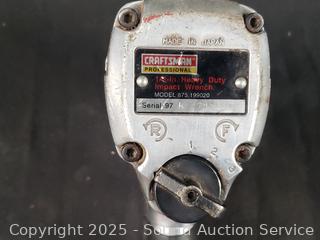 MADE IN JAPAN
CRAFTSMAN
PROFESSIONAL
Heavy Duty
Impact Wrench
MODEL 875.199020
Serial 97
R
F
1
2
3
Copyright 2025 - Sound Auction Service